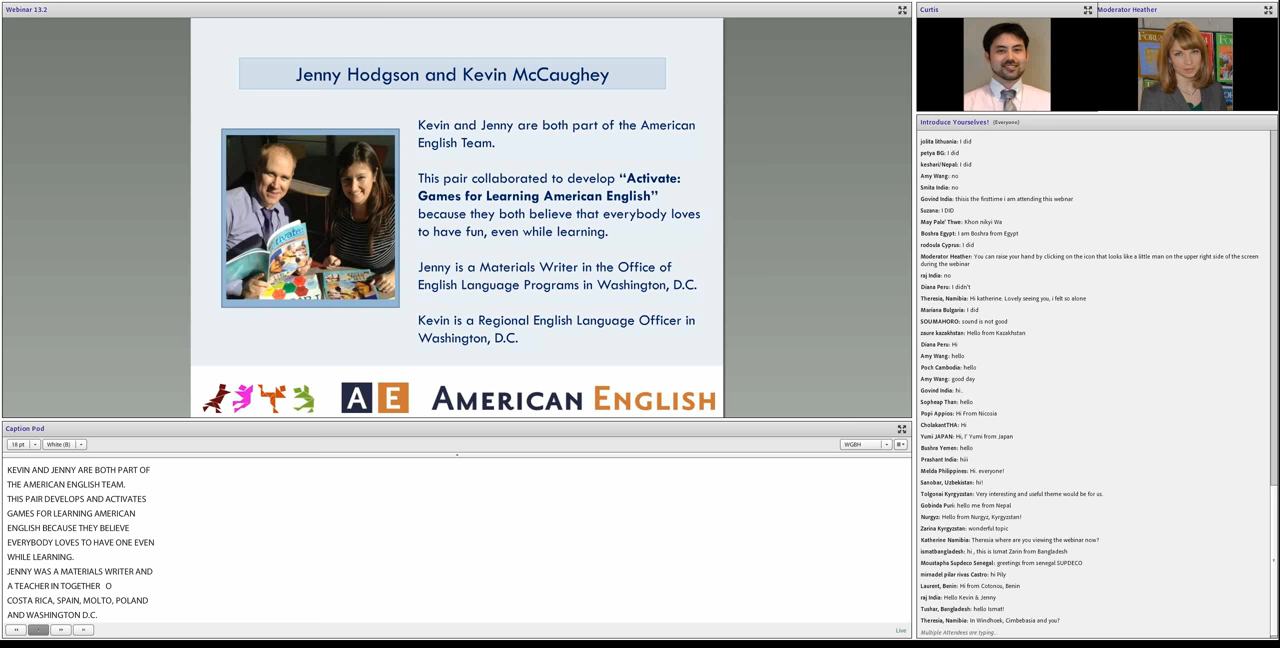 Webinar 13.2
Jenny Hodgson and Kevin McCaughey
Kevin and Jenny are both part of the American
English Team.
This pair collaborated to develop “Activate:
Games for Learning American English”
because they both believe that everybody loves
to have fun, even while learning.
Jenny is a Materials Writer in the Office of
English Language Programs in Washington, D.C.
Kevin is a Regional English Language Officer in
Washington, D.C.
AE AMERICAN ENGLISH
Caption Pod
18 pt White (B) WGBH
KEVIN AND JENNY ARE BOTH PART OF
THE AMERICAN ENGLISH TEAM.
THIS PAIR DEVELOPS AND ACTIVATES
GAMES FOR LEARNING AMERICAN
ENGLISH BECAUSE THEY BELIEVE
EVERYBODY LOVES TO HAVE ONE EVEN
WHILE LEARNING.
JENNY WAS A MATERIALS WRITER AND
A TEACHER IN TOGETHER O
COSTA RICA, SPAIN, MOLTO, POLAND
AND WASHINGTON D.C.
Live
Curtis
Moderator Heather
FORUM
Introduce Yourselves! (Everyone)
jolita lithuania: I did
petya BG: I did
keshari/Nepal: I did
Amy Wang: no
Smita India: no
Govind India: thisis the firsttime i am attending this webnar
Suzana: I DID
May Pale' Thwe: Khon nikyi Wa
Boshra Egypt: I am Boshra from Egypt
rodoula Cyprus: I did
Moderator Heather: You can raise your hand by clicking on the icon that looks like a little man on the upper right side of the screen
during the webinar
raj India: no
Diana Peru: I didn't
Theresia, Namibia: Hi katherine. Lovely seeing you, i felt so alone
Mariana Bulgaria: I did
SOUMAHORO: sound is not good
zaure kazakhstan: Hello from Kazakhstan
Diana Peru: Hi
Amy Wang: hello
Poch Cambodia: hello
Amy Wang: good day
Govind India: hi..
Sopheap Than: hello
Popi Appios: Hi From Nicosia
CholakantTHA: Hi
Yumi JAPAN: Hi, I' Yumi from Japan
Bushra Yemen: hello
Prashant India: hiii
Melda Philippines: Hi. everyone!
Sanobar, Uzbekistan: hi!
Tolgonai Kyrgyzstan: Very interesting and useful theme would be for us.
Gobinda Puri: hello me from Nepal
Nurgyz: Hello from Nurgyz, Kyrgyzstan!
Zarina Kyrgyzstan: wonderful topic
Katherine Namibia: Theresia where are you viewing the webinar now?
ismatbangladesh: hi , this is Ismat Zarin from Bangladesh
Moustapha Supdeco Senegal: greetings from senegal SUPDECO
mirnadel pilar rivas Castro: hi Pily
Laurent, Benin: Hi from Cotonou, Benin
raj India: Hello Kevin & Jenny
Tushar, Bangladesh: hello Ismat!
Theresia, Namibia: In Windhoek, Cimbebasia and you?
Multiple Attendees are typing...